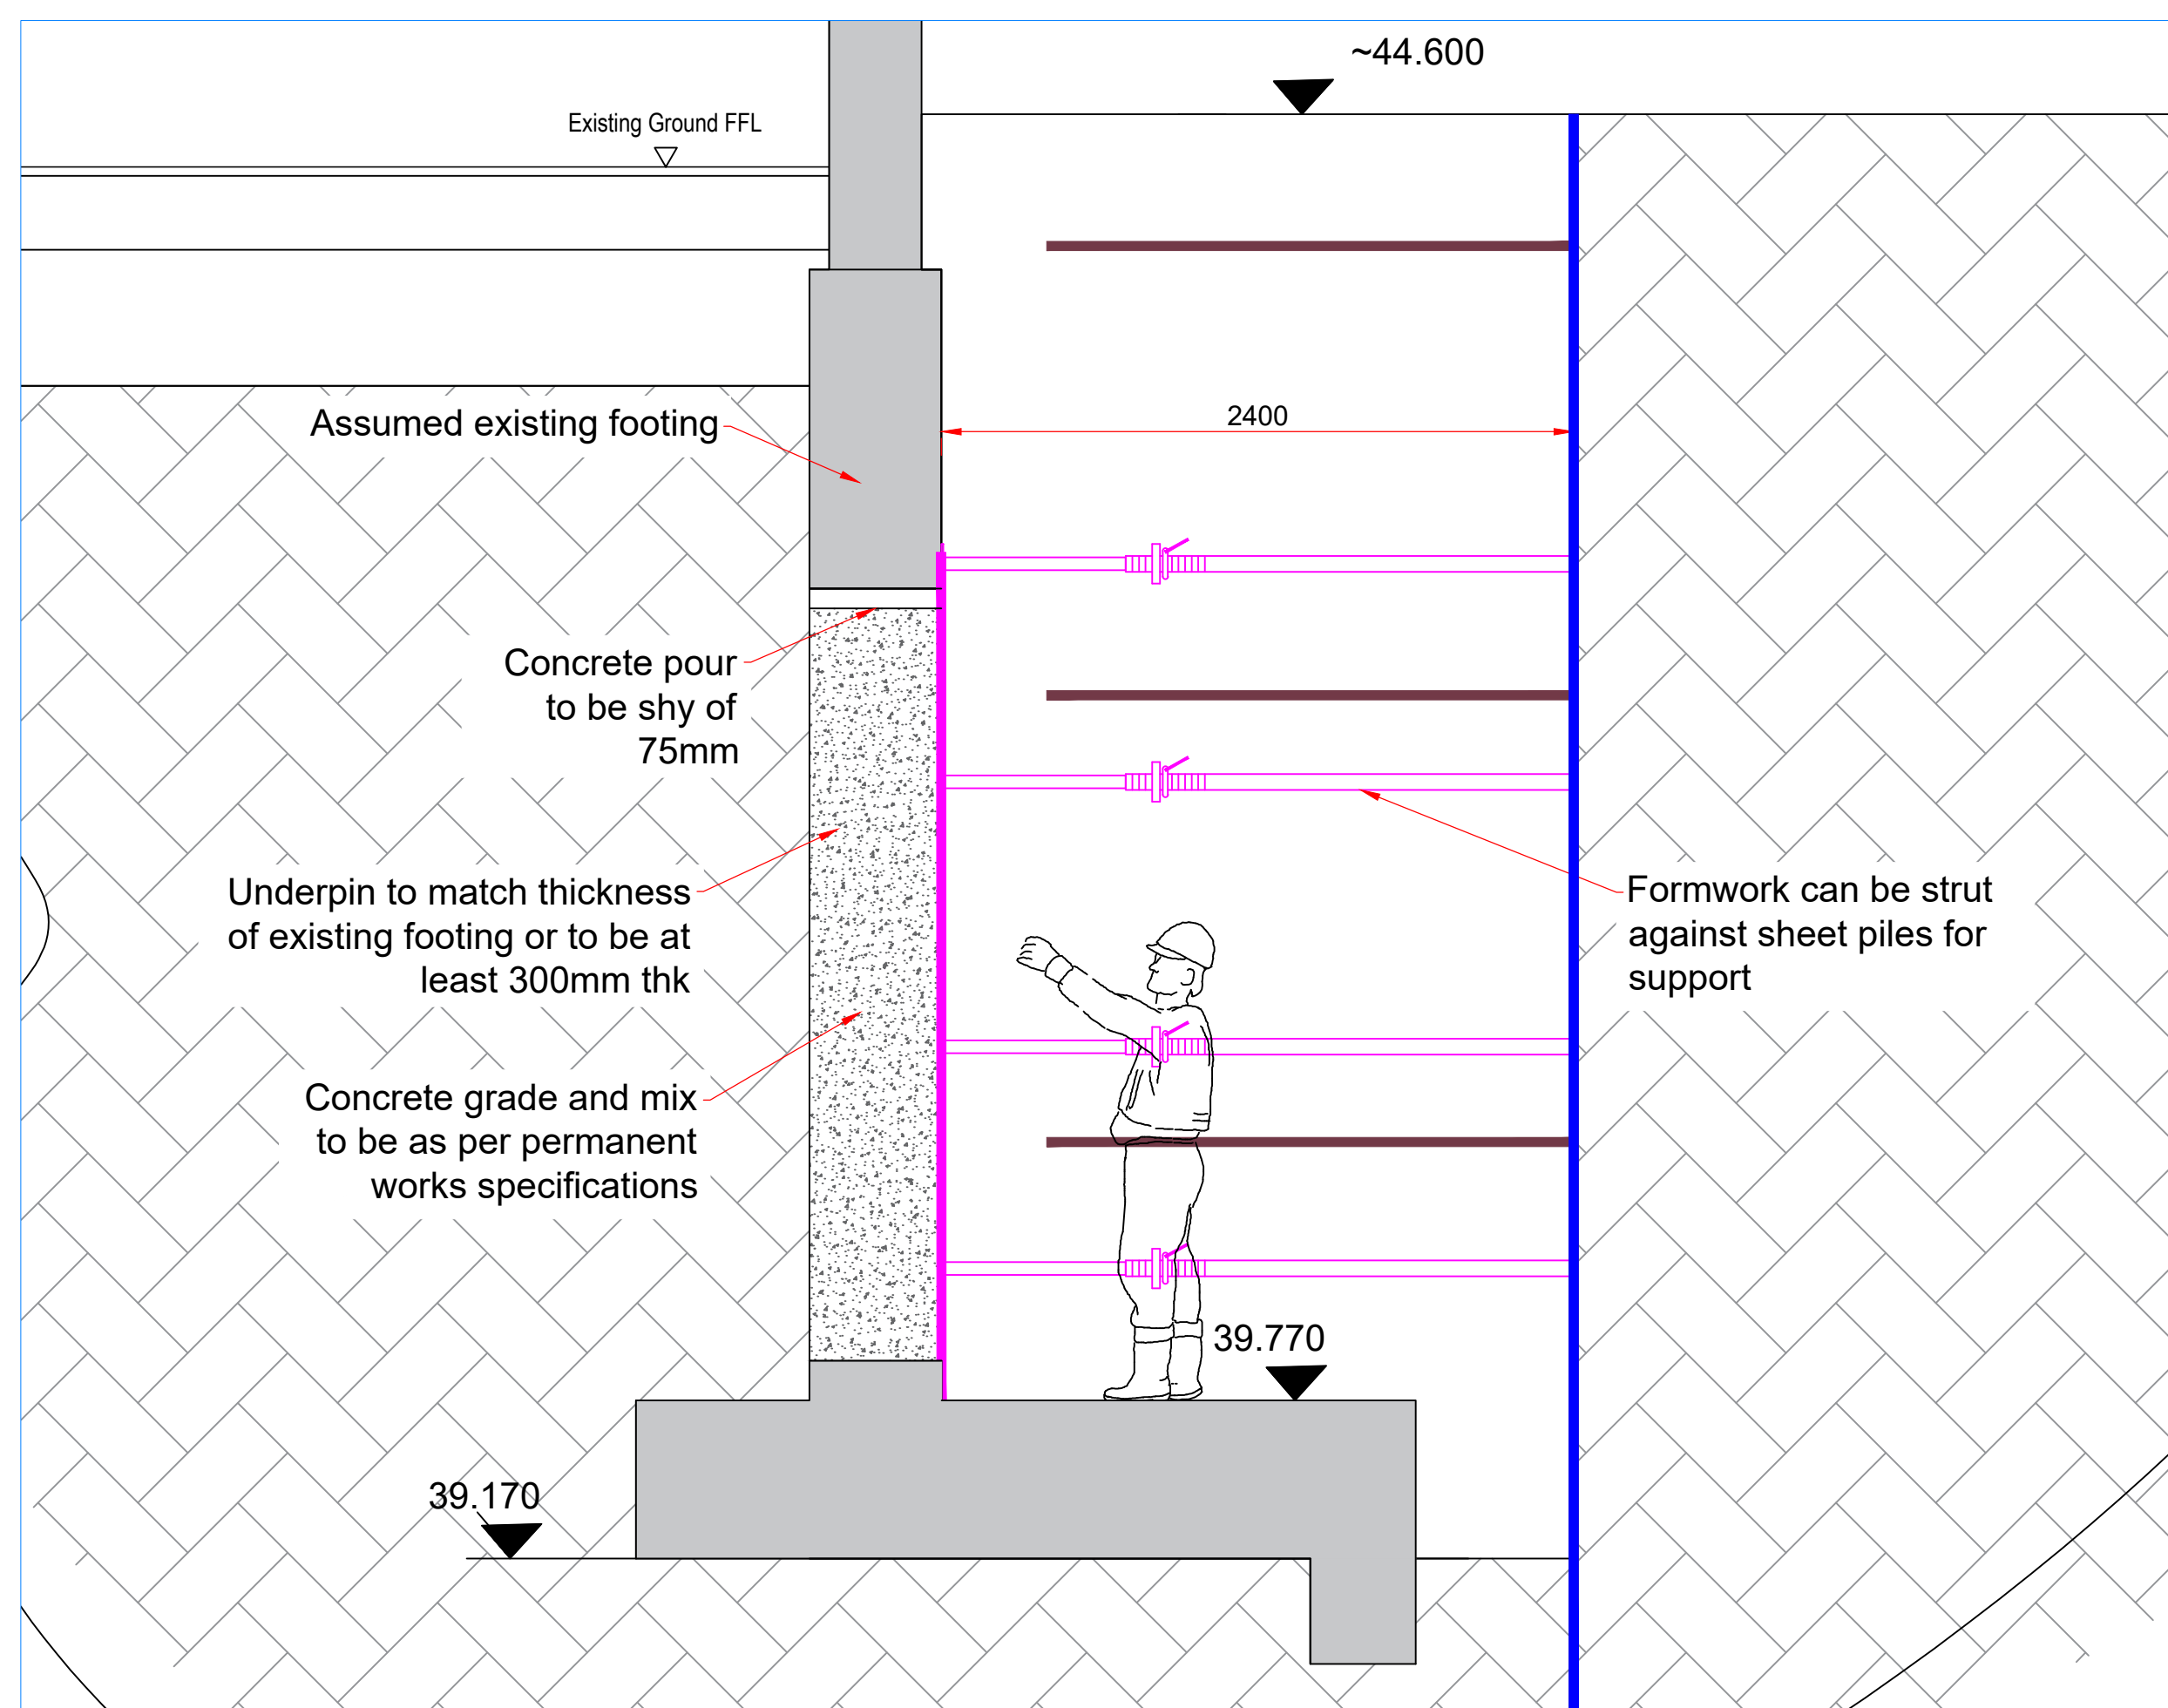 ~44.600
Existing Ground FFL
2400
Assumed existing footing
Concrete pour
to be shy of
75mm
Underpin to match thickness
of existing footing or to be at
least 300mm thk
Formwork can be strut
against sheet piles for
support
Concrete grade and mix
to be as per permanent
works specifications
39.770
39.170